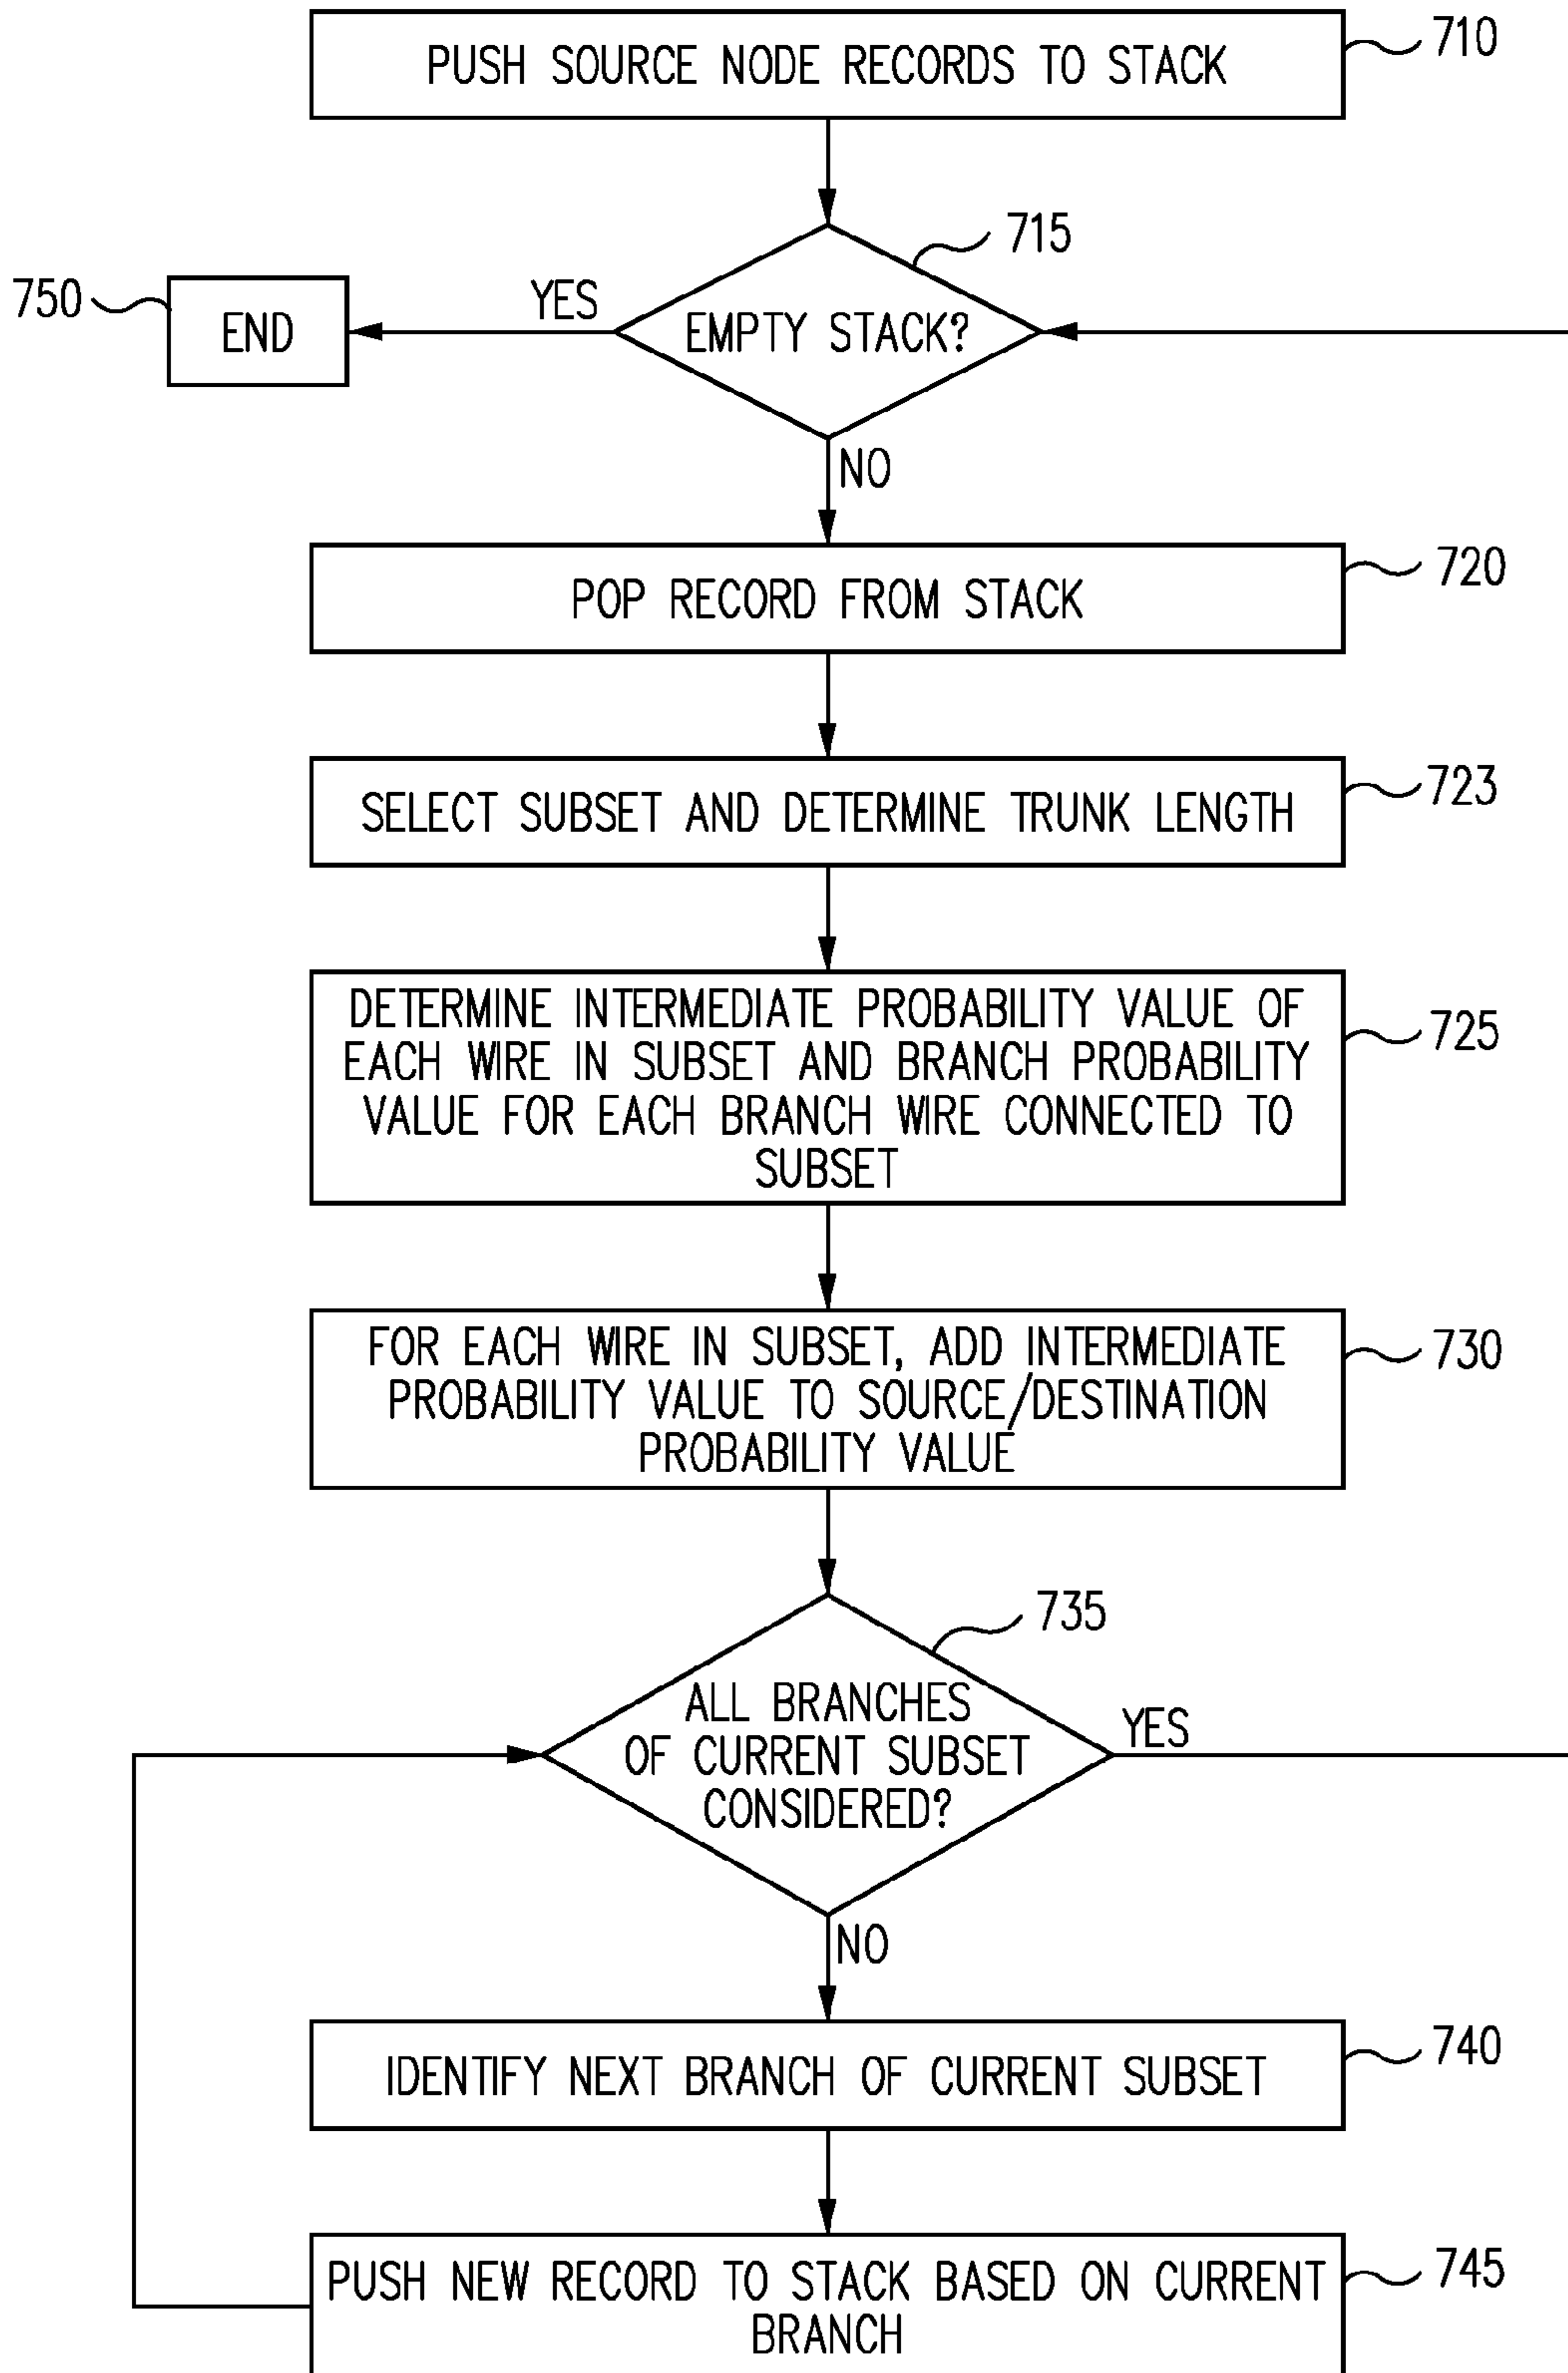 PUSH SOURCE NODE RECORDS TO STACK
710
715
750
END
YES
EMPTY STACK?
NO
POP RECORD FROM STACK
720
SELECT SUBSET AND DETERMINE TRUNK LENGTH
723
DETERMINE INTERMEDIATE PROBABILITY VALUE OF
EACH WIRE IN SUBSET AND BRANCH PROBABILITY
VALUE FOR EACH BRANCH WIRE CONNECTED TO
SUBSET
725
FOR EACH WIRE IN SUBSET, ADD INTERMEDIATE
PROBABILITY VALUE TO SOURCE/DESTINATION
PROBABILITY VALUE
730
735
ALL BRANCHES
OF CURRENT SUBSET
CONSIDERED?
YES
NO
IDENTIFY NEXT BRANCH OF CURRENT SUBSET
740
PUSH NEW RECORD TO STACK BASED ON CURRENT
BRANCH
745